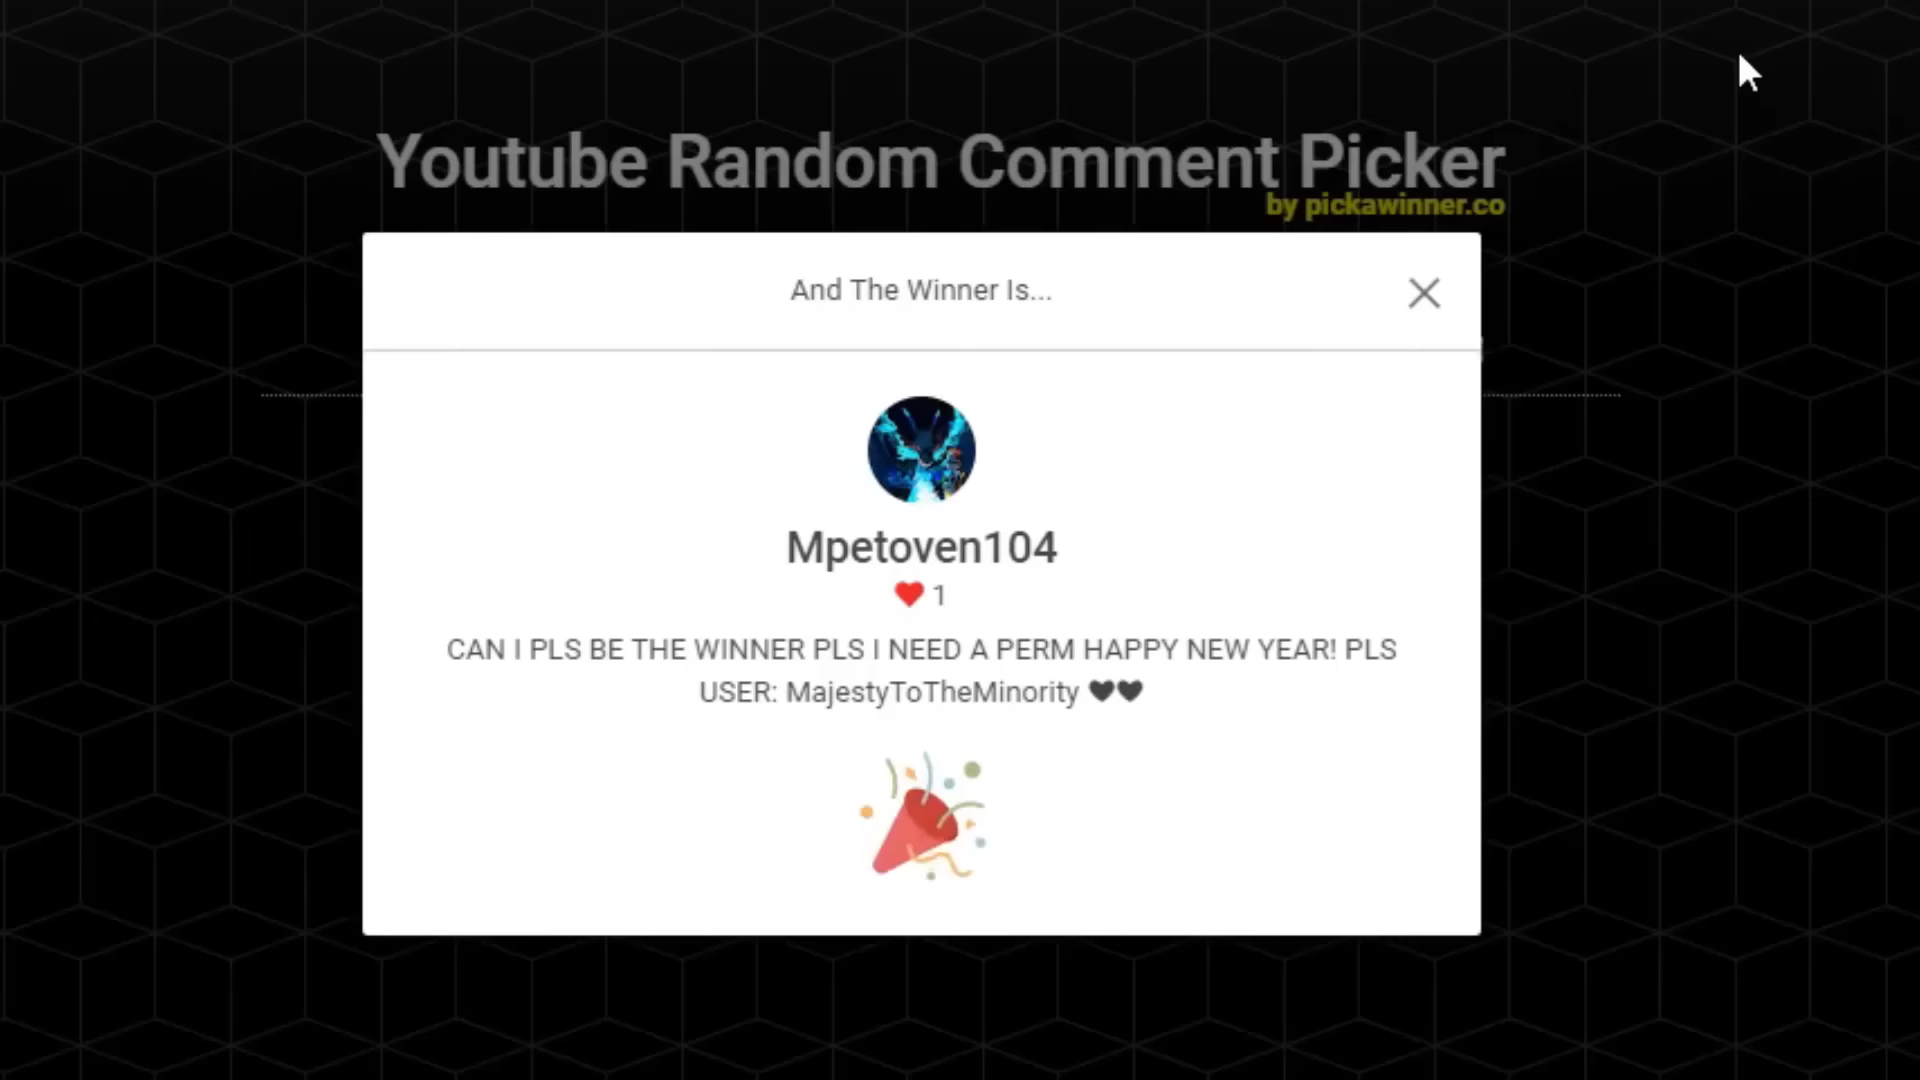 Youtube Random Comment Picker
by pickawinner.co
And The Winner Is...
Mpetoven104
❤ 1
CAN I PLS BE THE WINNER PLS I NEED A PERM HAPPY NEW YEAR! PLS
USER: MajestyToTheMinority 🖤🖤